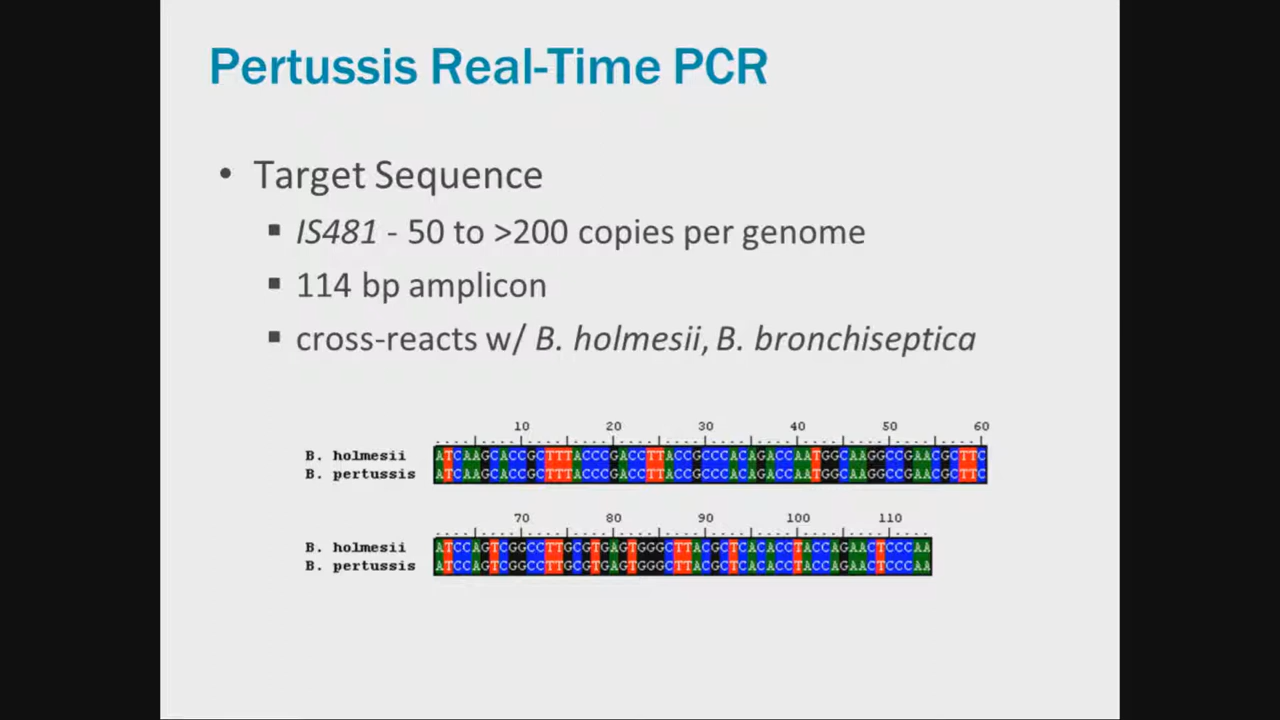 Pertussis Real-Time PCR
• Target Sequence
▪ IS481 - 50 to >200 copies per genome
▪ 114 bp amplicon
▪ cross-reacts w/ B. holmesii, B. bronchiseptica
10 20 30 40 50 60
B. holmesii ATCAAGCACCGCTTTACCCGACCTTACCGCCCACAGACCAATGGCAAGGCCGAACGCTTC
B. pertussis ATCAAGCACCGCTTTACCCGACCTTACCGCCCACAGACCAATGGCAAGGCCGAACGCTTC
70 80 90 100 110
B. holmesii ATCCAGTCGGCCTTGCGTGAGTGGGCTTACGCTCACACCTACCAGAACTCCCAA
B. pertussis ATCCAGTCGGCCTTGCGTGAGTGGGCTTACGCTCACACCTACCAGAACTCCCAA